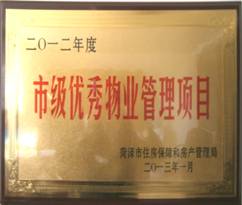 二〇一二年度
市级优秀物业管理项目
菏泽市住房保障和房产管理局
二〇一三年一月